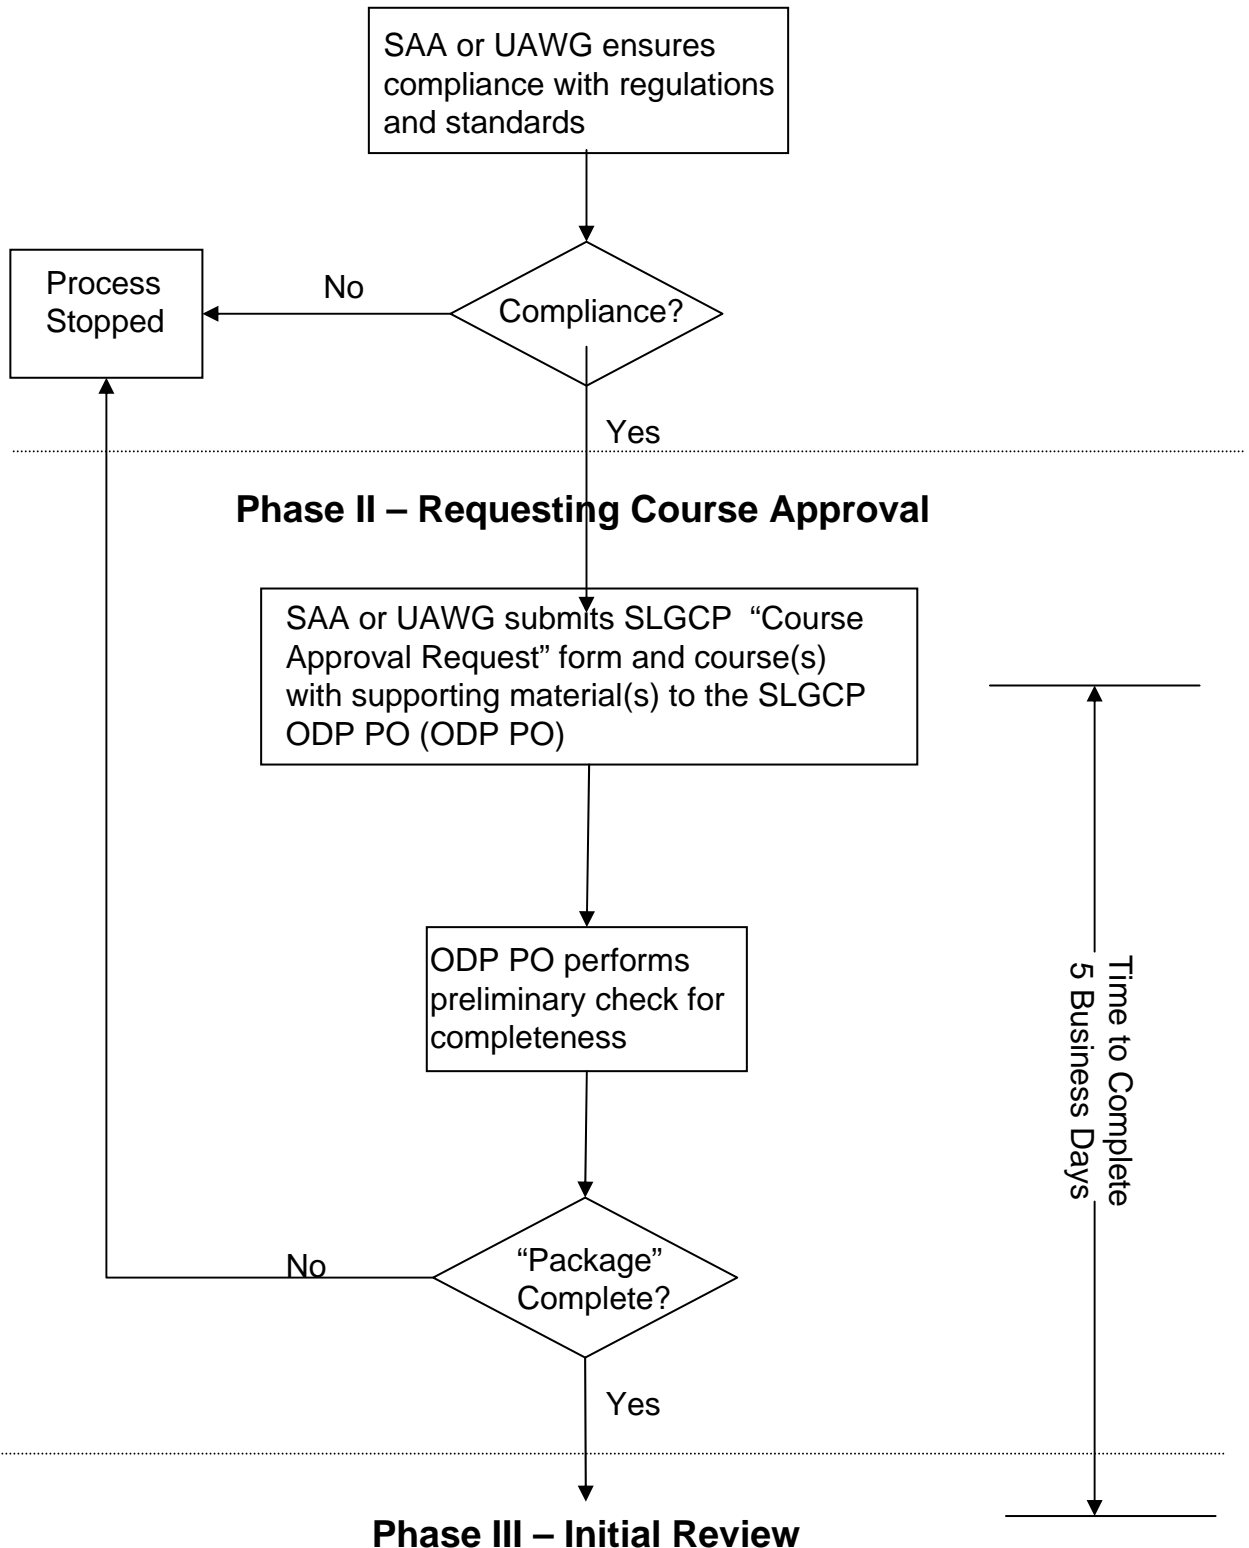 SAA or UAWG ensures
compliance with regulations
and standards
Process
Stopped
No
Compliance?
Yes
Phase II – Requesting Course Approval
SAA or UAWG submits SLGCP “Course
Approval Request” form and course(s)
with supporting material(s) to the SLGCP
ODP PO (ODP PO)
ODP PO performs
preliminary check for
completeness
Time to Complete
5 Business Days
No
“Package”
Complete?
Yes
Phase III – Initial Review